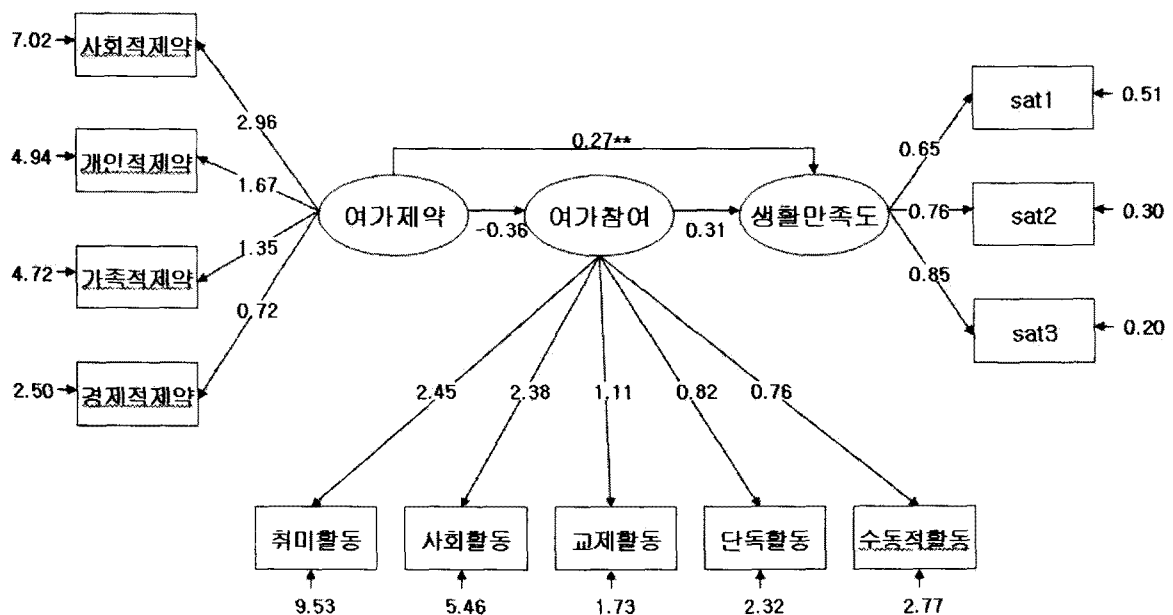 7.02 사회적제약
2.96
4.94 개인적제약
1.67
4.72 가족적제약
1.35
2.50 경제적제약
0.72
여가제약
0.27**
-0.36
여가참여
0.31
생활만족도
0.65
sat1 0.51
0.76
sat2 0.30
0.85
sat3 0.20
2.45 2.38 1.11 0.82 0.76
취미활동 사회활동 교제활동 단독활동 수동적활동
9.53 5.46 1.73 2.32 2.77